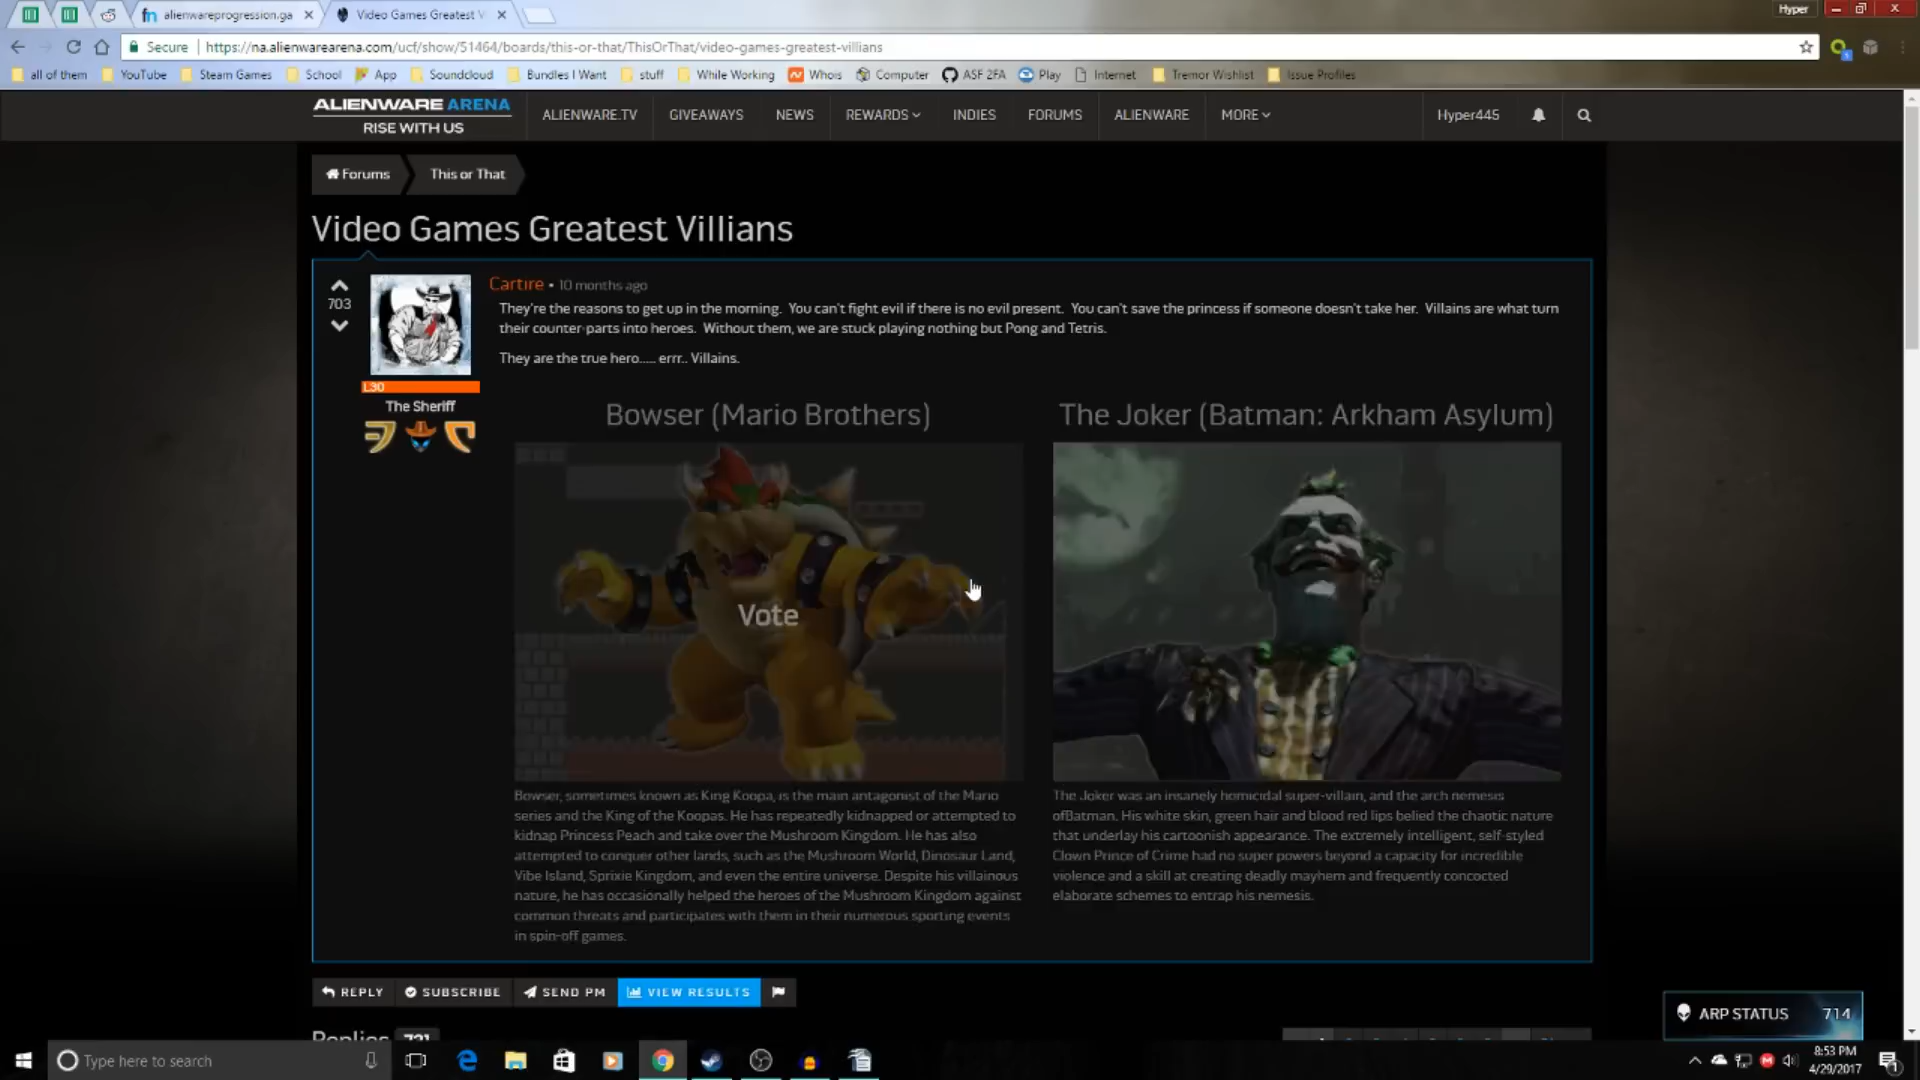 alienwareprogression.ga
Video Games Greatest V
Hyper
Secure
https://na.alienwarearena.com/ucf/show/51464/boards/this-or-that/ThisOrThat/video-games-greatest-villians
all of them
YouTube
Steam Games
School
App
Soundcloud
Bundles I Want
stuff
While Working
Whois
Computer
ASF 2FA
Play
Internet
Tremor Wishlist
Issue Profiles
ALIENWARE ARENA
RISE WITH US
ALIENWARE.TV
GIVEAWAYS
NEWS
REWARDS
INDIES
FORUMS
ALIENWARE
MORE
Hyper445
Forums
This or That
Video Games Greatest Villians
703
Cartire • 10 months ago
They're the reasons to get up in the morning. You can't fight evil if there is no evil present. You can't save the princess if someone doesn't take her. Villains are what turn
their counter-parts into heroes. Without them, we are stuck playing nothing but Pong and Tetris.
They are the true hero..... errr.. Villains.
L30
The Sheriff
Bowser (Mario Brothers)
Vote
Bowser, sometimes known as King Koopa, is the main antagonist of the Mario
series and the King of the Koopas. He has repeatedly kidnapped or attempted to
kidnap Princess Peach and take over the Mushroom Kingdom. He has also
attempted to conquer other lands, such as the Mushroom World, Dinosaur Land,
Vibe Island, Sprixie Kingdom, and even the entire universe. Despite his villainous
nature, he has occasionally helped the heroes of the Mushroom Kingdom against
common threats and participates with them in their numerous sporting events
in spin-off games.
The Joker (Batman: Arkham Asylum)
The Joker was an insanely homicidal super-villain, and the arch nemesis
ofBatman. His white skin, green hair and blood red lips belied the chaotic nature
that underlay his cartoonish appearance. The extremely intelligent, self-styled
Clown Prince of Crime had no super powers beyond a capacity for incredible
violence and a skill at creating deadly mayhem and frequently concocted
elaborate schemes to entrap his nemesis.
REPLY
SUBSCRIBE
SEND PM
VIEW RESULTS
Replies
ARP STATUS 714
Type here to search
8:53 PM
4/29/2017